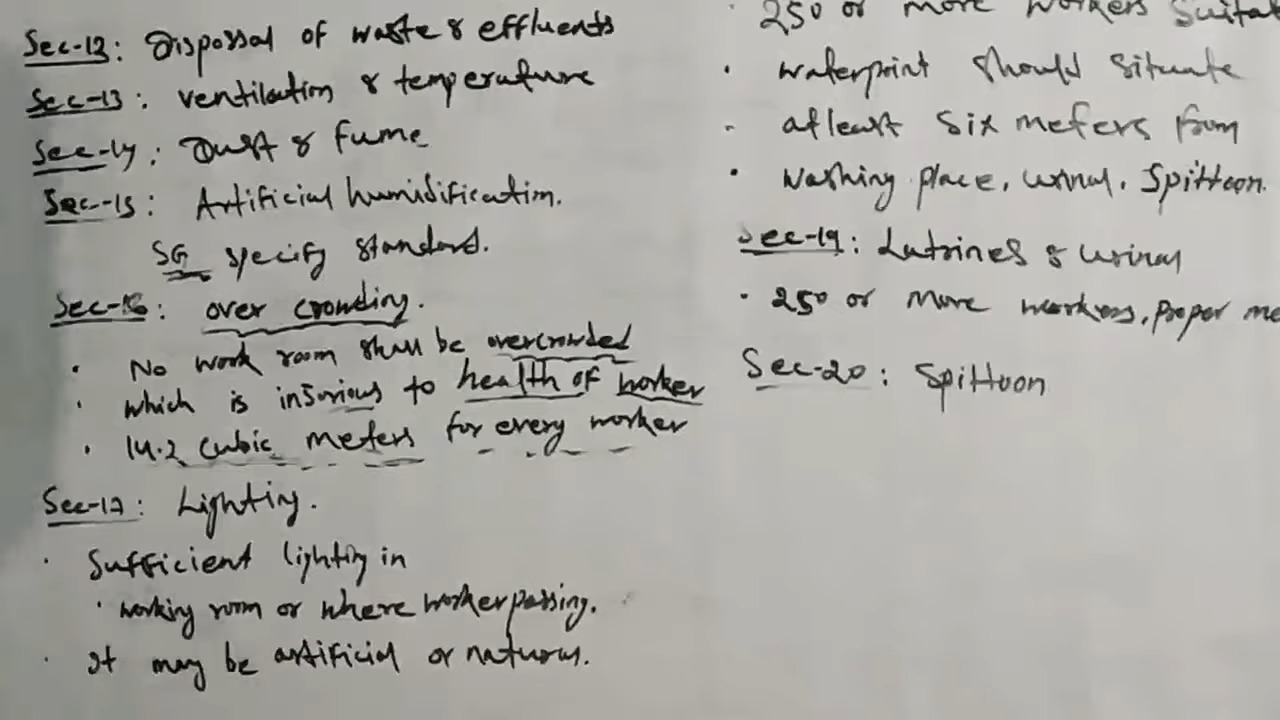 Sec-12: Disposal of waste & effluents
Sec-13: ventilation & temperature
Sec-14: Dust & fume
Sec-15: Artificial humidification.
SG specify standard.
Sec-16: over crowding.
• No work room shall be overcrowded
• which is injurious to health of worker
• 14.2 cubic meters for every worker
Sec-17: Lighting.
• Sufficient lighting in
• working room or where worker passing.
• It may be artificial or natural.
• 250 or more workers suitab
• waterpoint should situate
- atleast six meters from
• washing place, urinal, Spittoon.
Sec-19: Latrines & urinal
• 250 or more workers, proper me
Sec-20: Spittoon